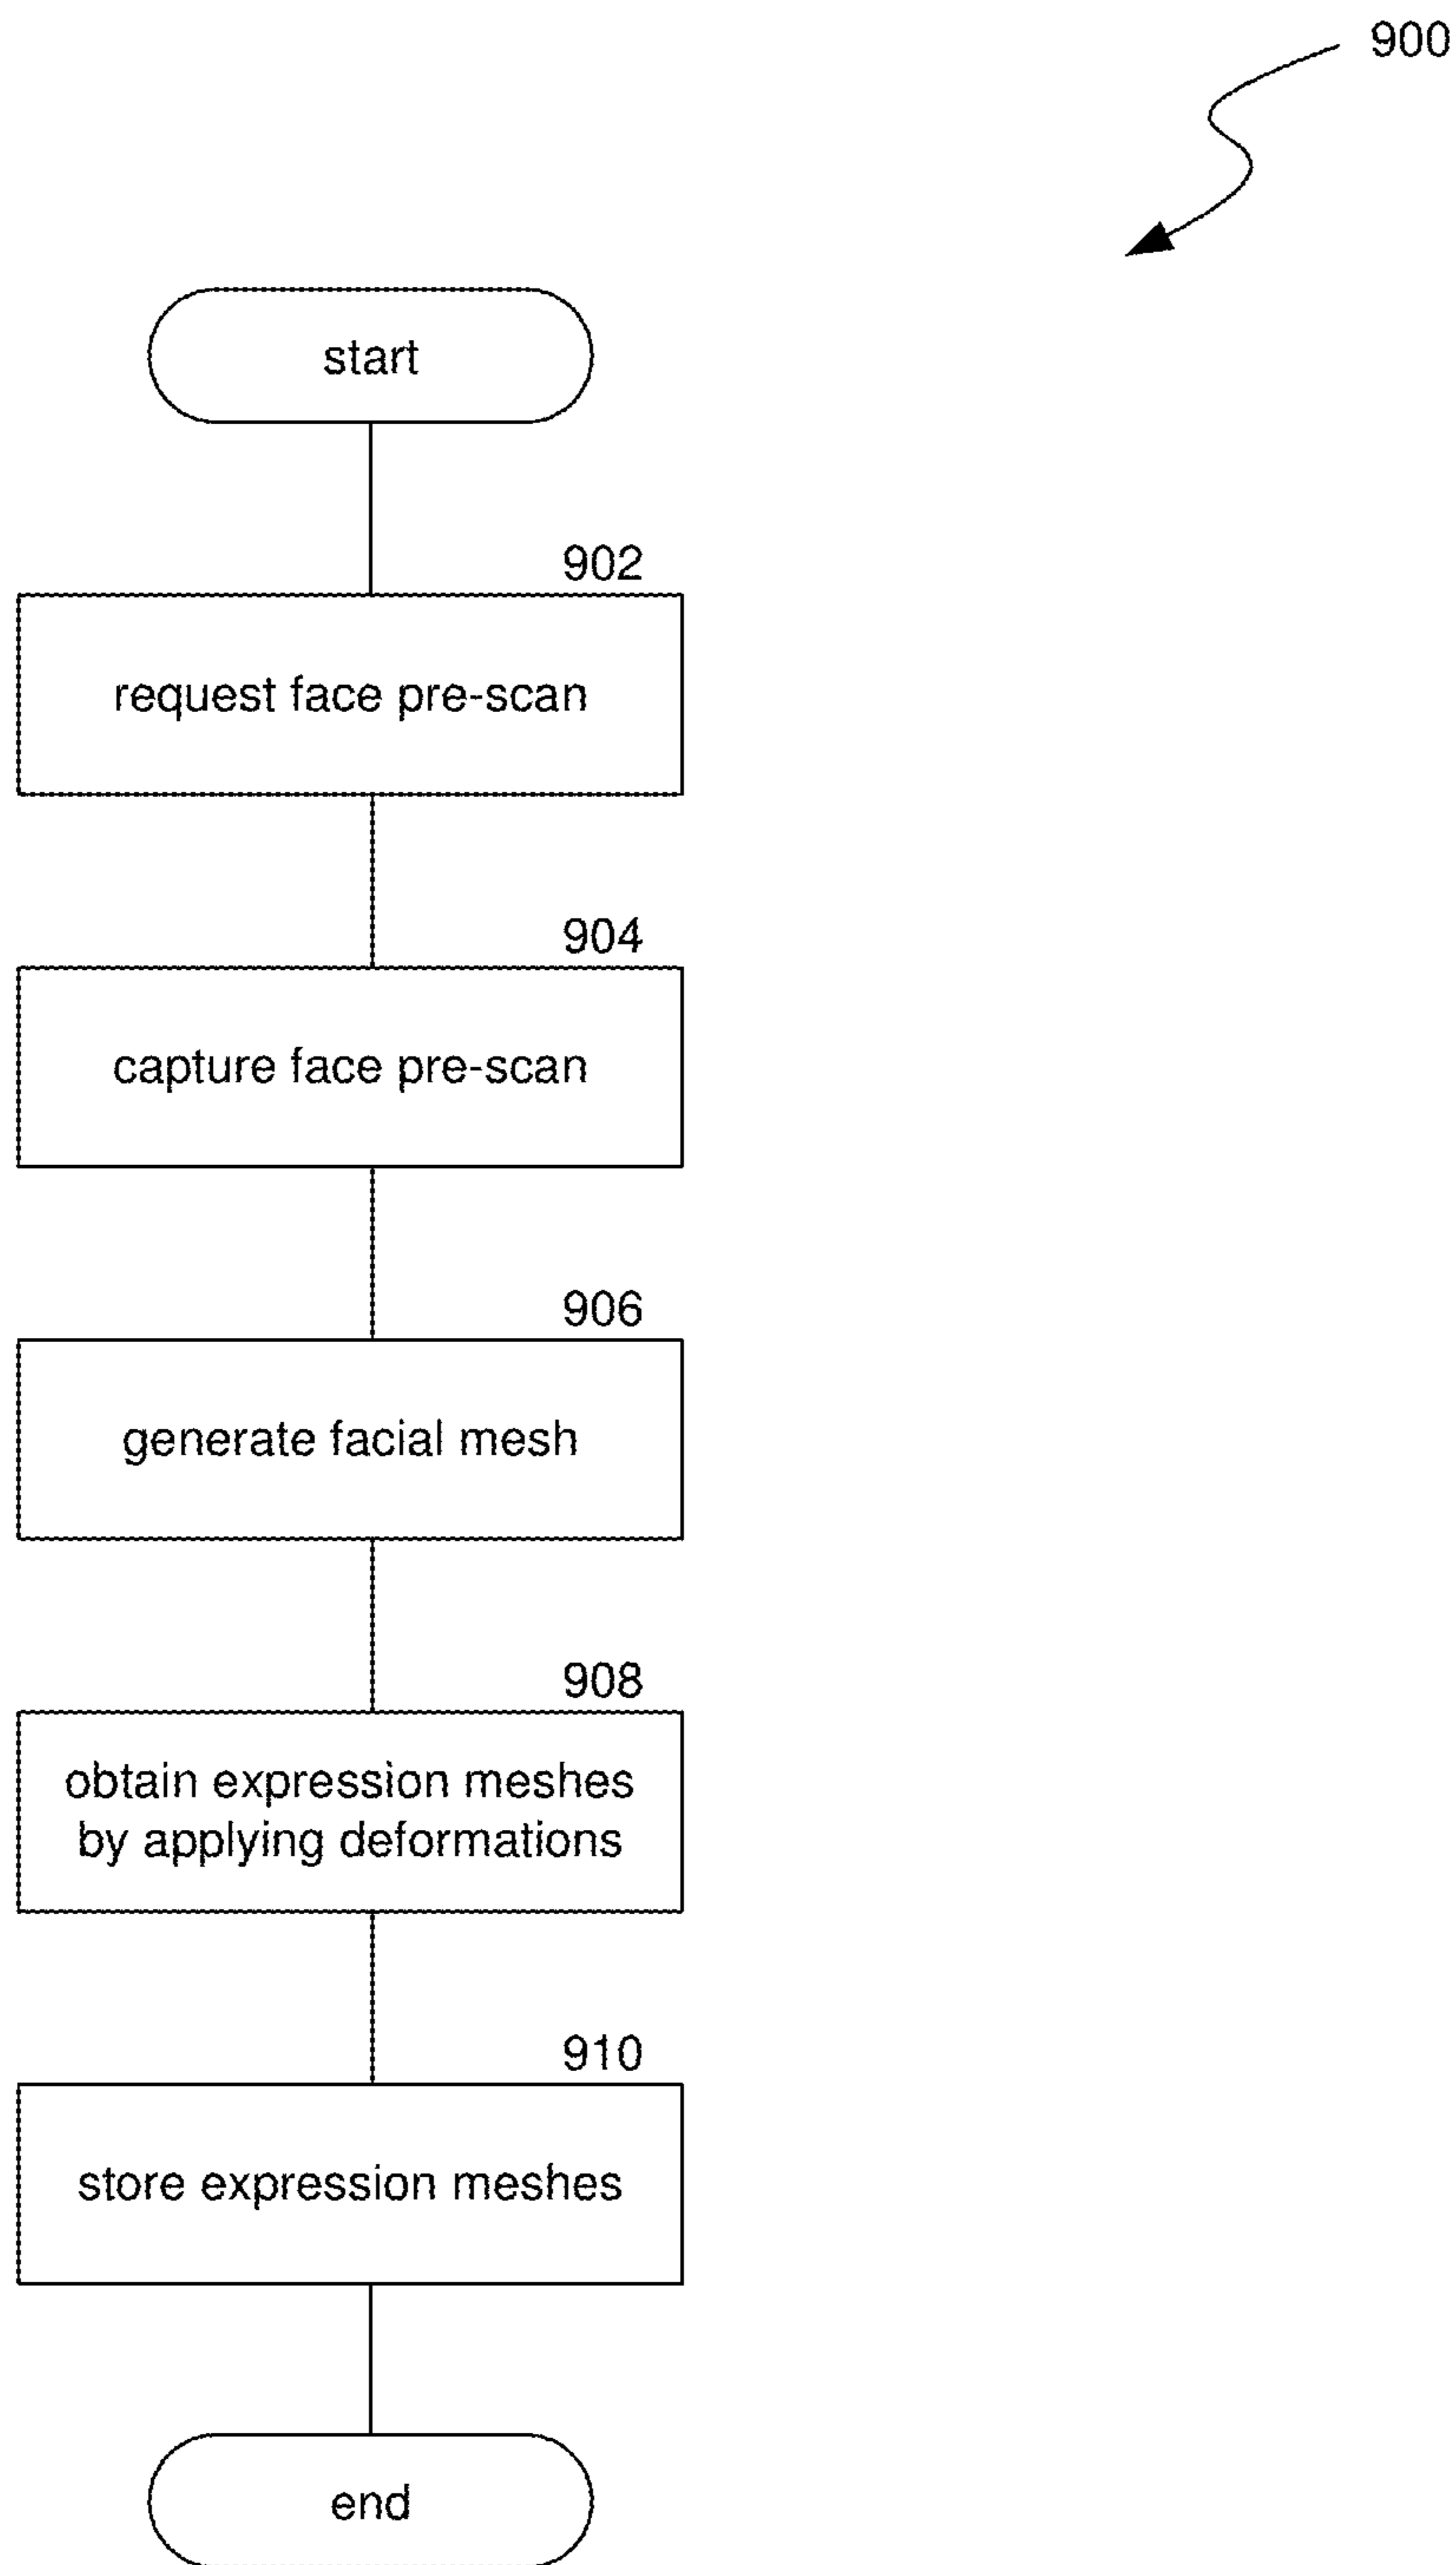 900
start
902
request face pre-scan
904
capture face pre-scan
906
generate facial mesh
908
obtain expression meshes
by applying deformations
910
store expression meshes
end